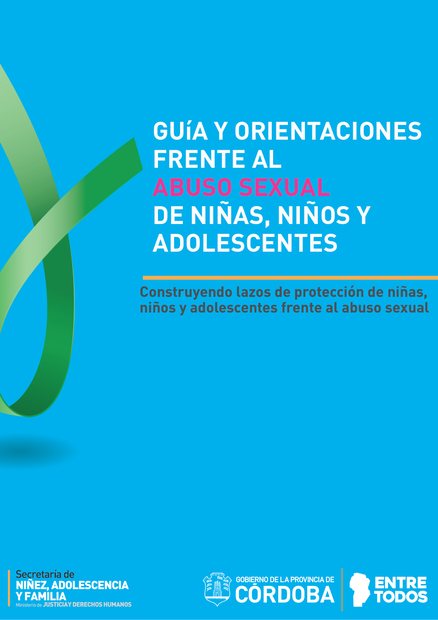 GUíA Y ORIENTACIONES
FRENTE AL
ABUSO SEXUAL
DE NIÑAS, NIÑOS Y
ADOLESCENTES
Construyendo lazos de protección de niñas,
niños y adolescentes frente al abuso sexual
Secretaría de
NIÑEZ, ADOLESCENCIA
Y FAMILIA
Ministerio de JUSTICIA Y DERECHOS HUMANOS
GOBIERNO DE LA PROVINCIA DE
CÓRDOBA
ENTRE
TODOS